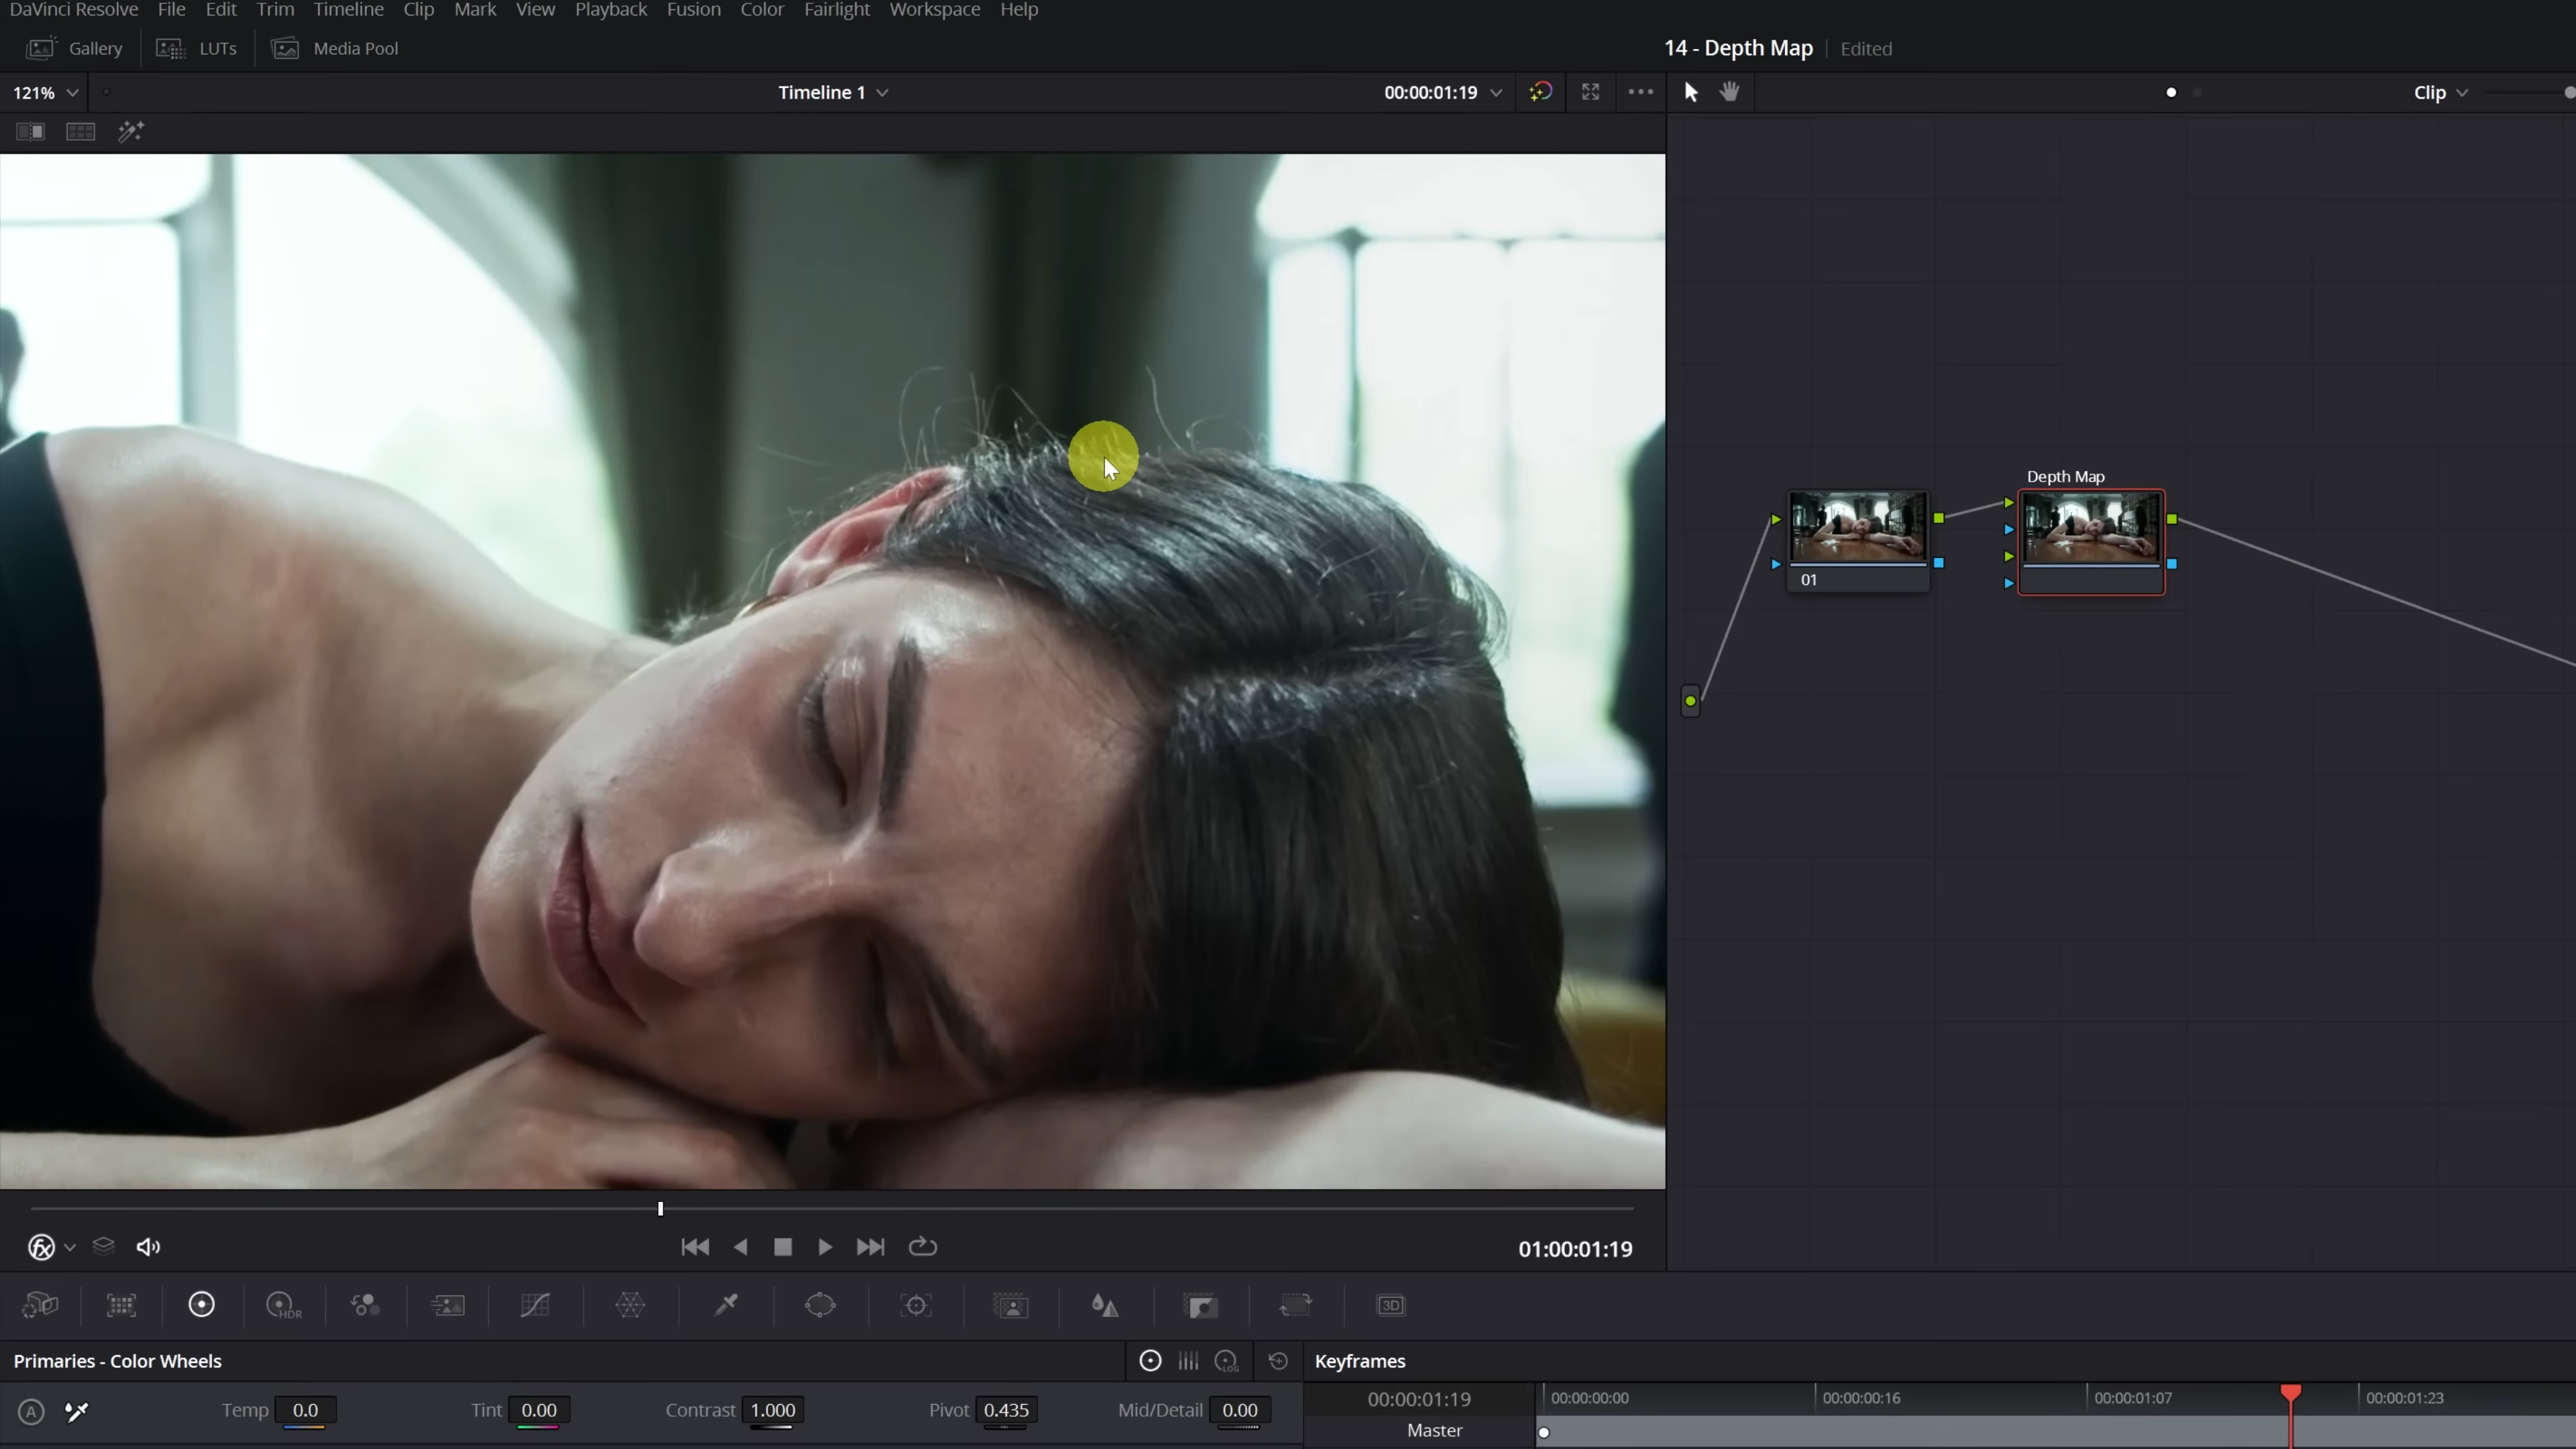 DaVinci Resolve File Edit Trim Timeline Clip Mark View Playback Fusion Color Fairlight Workspace Help
Gallery LUTs Media Pool 14 - Depth Map Edited
121% Timeline 1 00:00:01:19 Clip
Depth Map
01
fx 01:00:01:19
HDR 3D
Primaries - Color Wheels LOG Keyframes
A Temp 0.0 Tint 0.00 Contrast 1.000 Pivot 0.435 Mid/Detail 0.00 00:00:01:19 00:00:00:00 00:00:00:16 00:00:01:07 00:00:01:23
Master